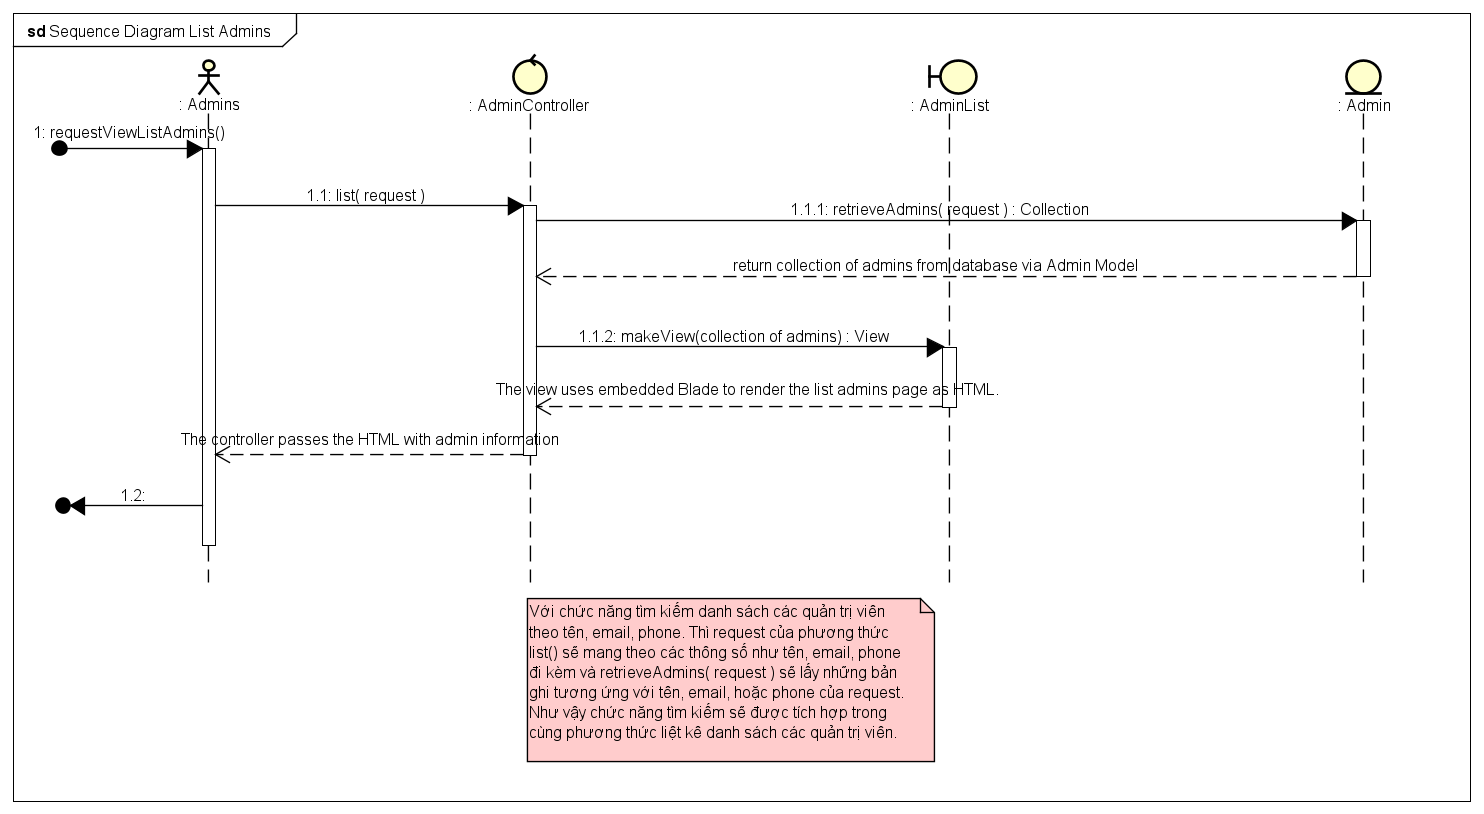 sd Sequence Diagram List Admins
: Admins
: AdminController
: AdminList
: Admin
1: requestViewListAdmins()
1.1: list( request )
1.1.1: retrieveAdmins( request ) : Collection
return collection of admins from database via Admin Model
1.1.2: makeView(collection of admins) : View
The view uses embedded Blade to render the list admins page as HTML.
The controller passes the HTML with admin information
1.2:
Với chức năng tìm kiếm danh sách các quản trị viên
theo tên, email, phone. Thì request của phương thức
list() sẽ mang theo các thông số như tên, email, phone
đi kèm và retrieveAdmins( request ) sẽ lấy những bản
ghi tương ứng với tên, email, hoặc phone của request.
Như vậy chức năng tìm kiếm sẽ được tích hợp trong
cùng phương thức liệt kê danh sách các quản trị viên.